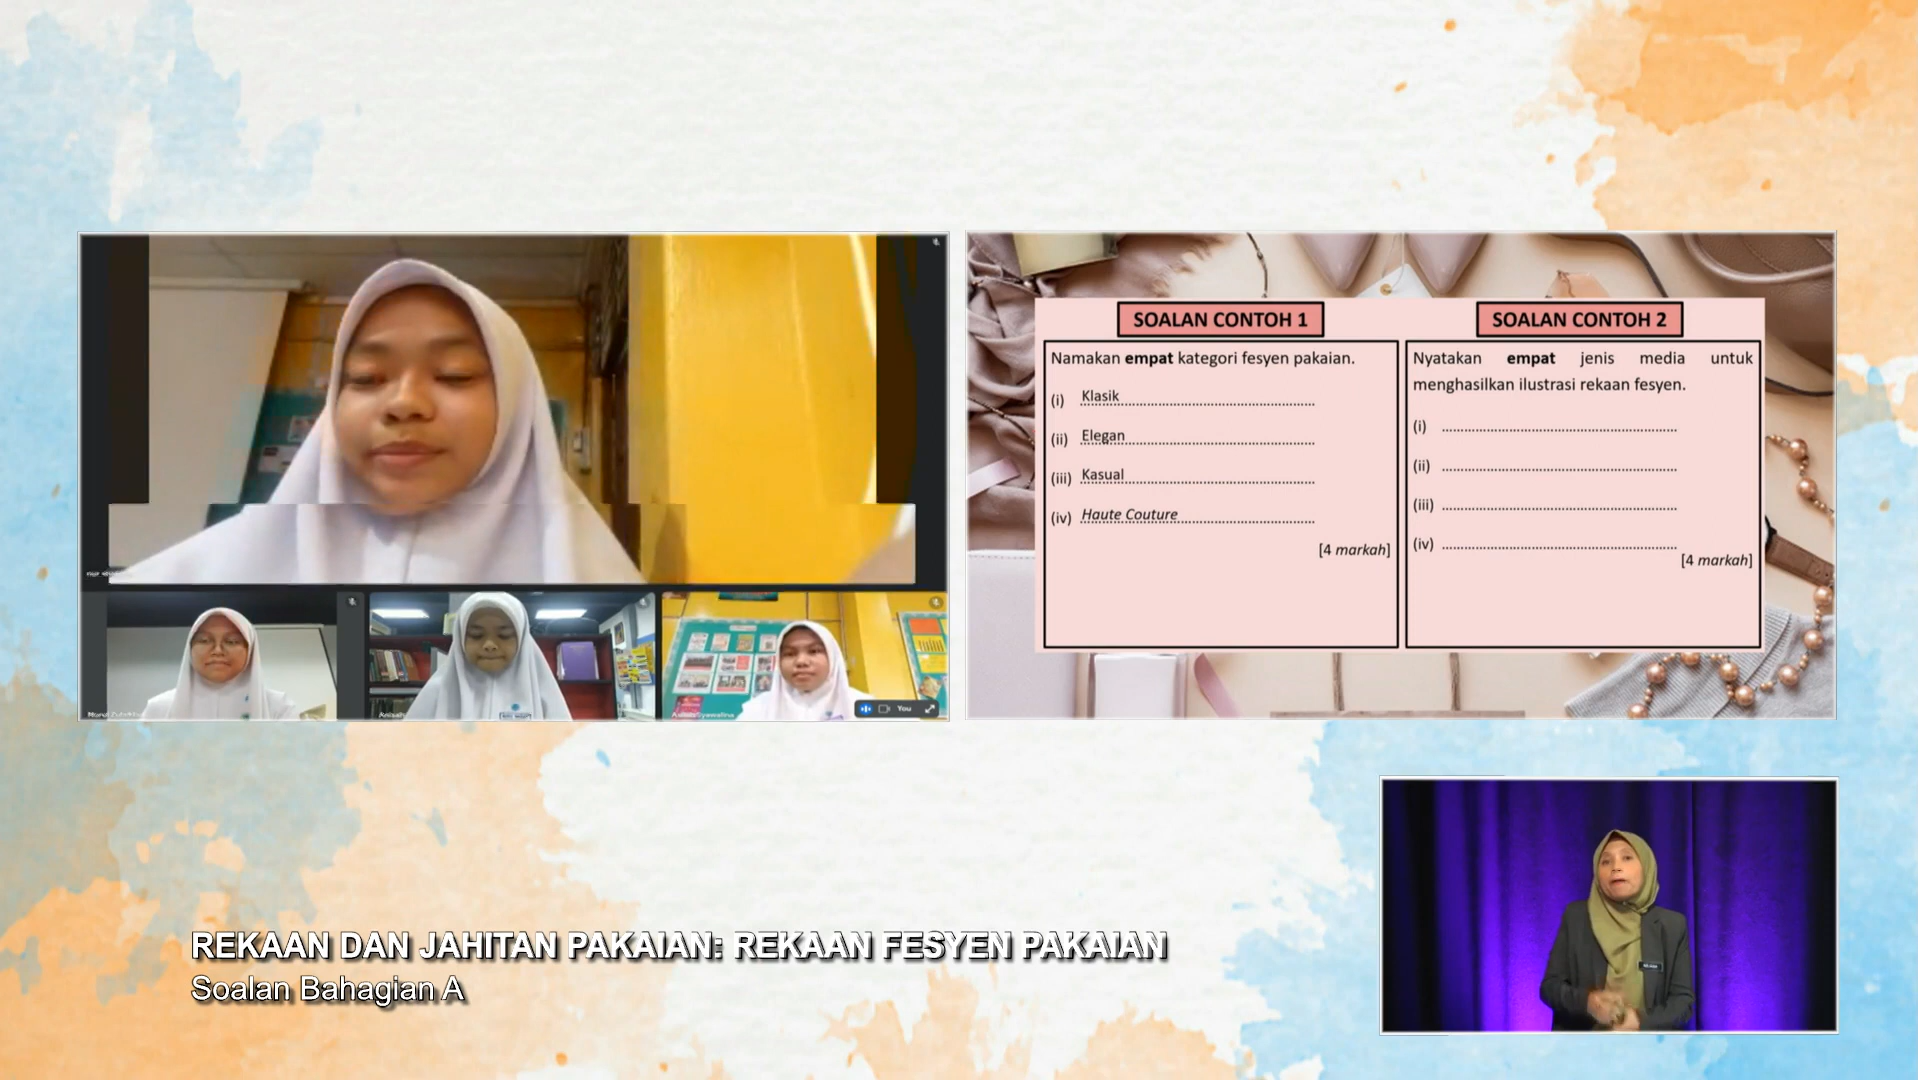 SOALAN CONTOH 1
Namakan empat kategori fesyen pakaian.
(i) Klasik
(ii) Elegan
(iii) Kasual
(iv) Haute Couture
[4 markah]
SOALAN CONTOH 2
Nyatakan empat jenis media untuk
menghasilkan ilustrasi rekaan fesyen.
(i)
(ii)
(iii)
(iv)
[4 markah]
You
REKAAN DAN JAHITAN PAKAIAN: REKAAN FESYEN PAKAIAN
Soalan Bahagian A